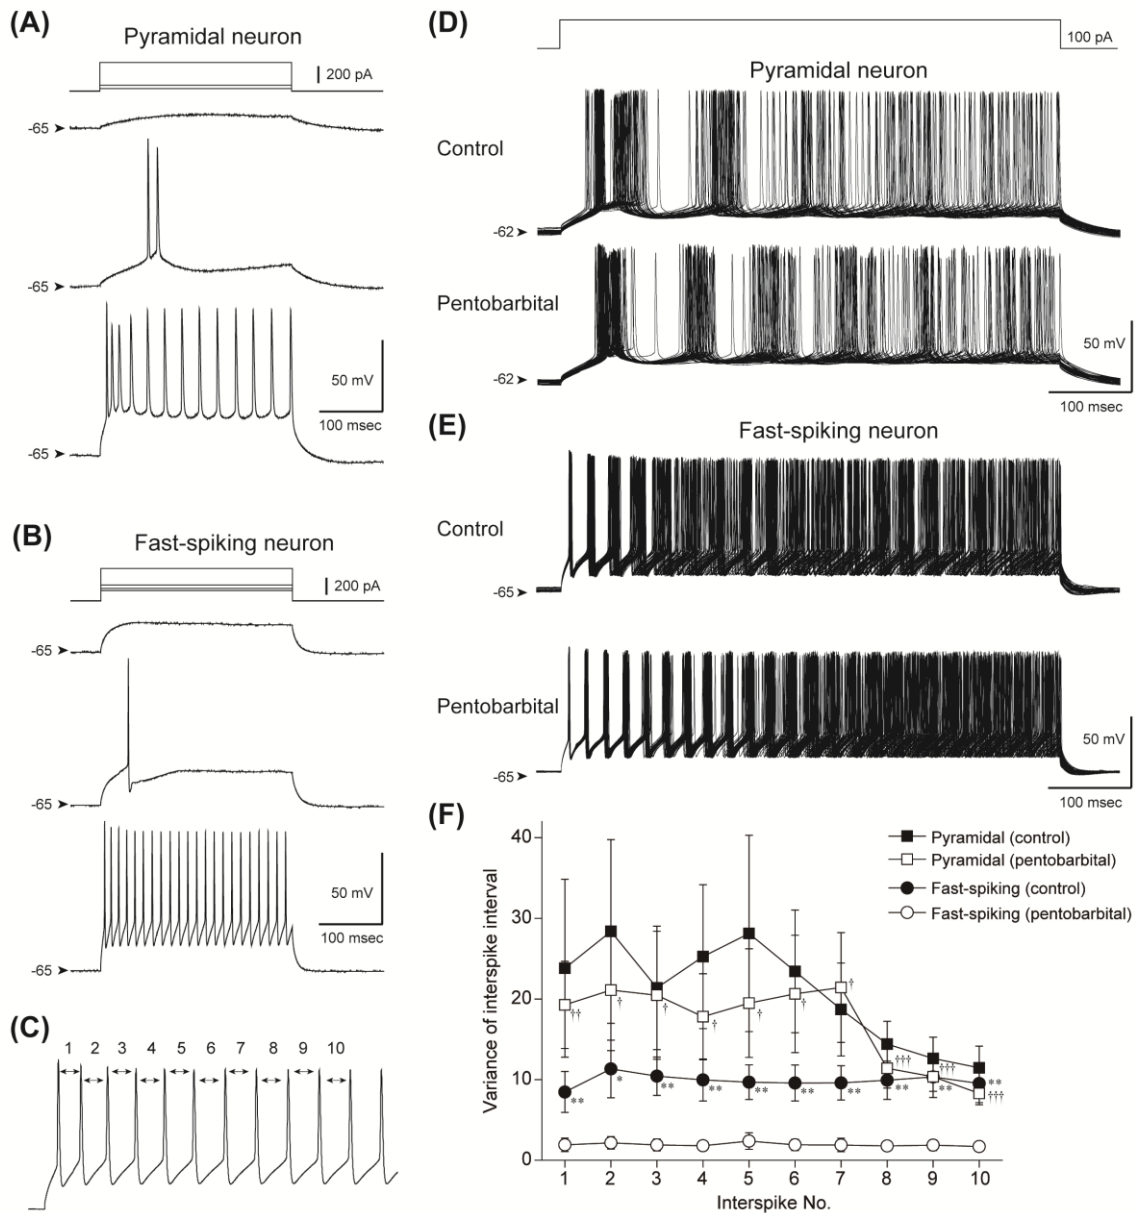 (A)
Pyramidal neuron
200 pA
-65
-65
50 mV
100 msec
-65
(B)
Fast-spiking neuron
200 pA
-65
-65
50 mV
100 msec
-65
(C)
1 2 3 4 5 6 7 8 9 10
(D)
100 pA
Pyramidal neuron
Control
-62
Pentobarbital
50 mV
-62
100 msec
(E)
Fast-spiking neuron
Control
-65
Pentobarbital
50 mV
-65
100 msec
(F)
Pyramidal (control)
Pyramidal (pentobarbital)
Fast-spiking (control)
Fast-spiking (pentobarbital)
Variance of interspike interval
40
30
20
10
0
†† † † † † † † ††† ††† †††
** * ** ** ** ** ** ** ** **
1 2 3 4 5 6 7 8 9 10
Interspike No.